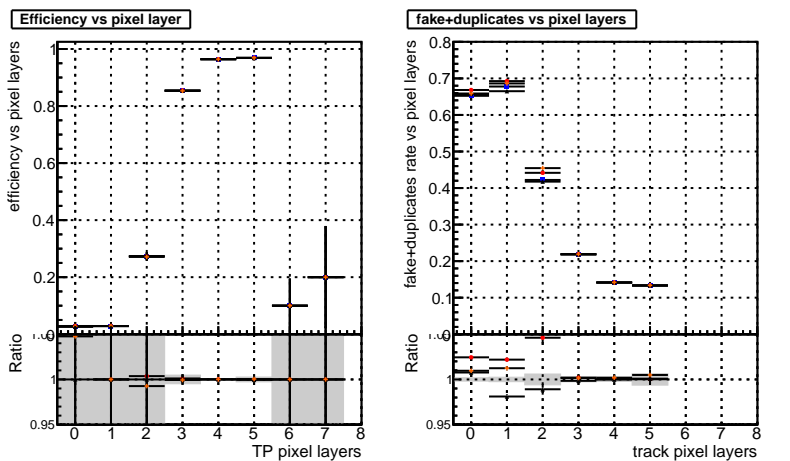 Efficiency vs pixel layer
efficiency vs pixel layers
1
0.8
0.6
0.4
0.2
0
Ratio
1
0.95
0 1 2 3 4 5 6 7 8
TP pixel layers
fake+duplicates vs pixel layers
fake+duplicates rate vs pixel layers
0.8
0.7
0.6
0.5
0.4
0.3
0.2
0.1
0
Ratio
1
0.95
0 1 2 3 4 5 6 7 8
track pixel layers